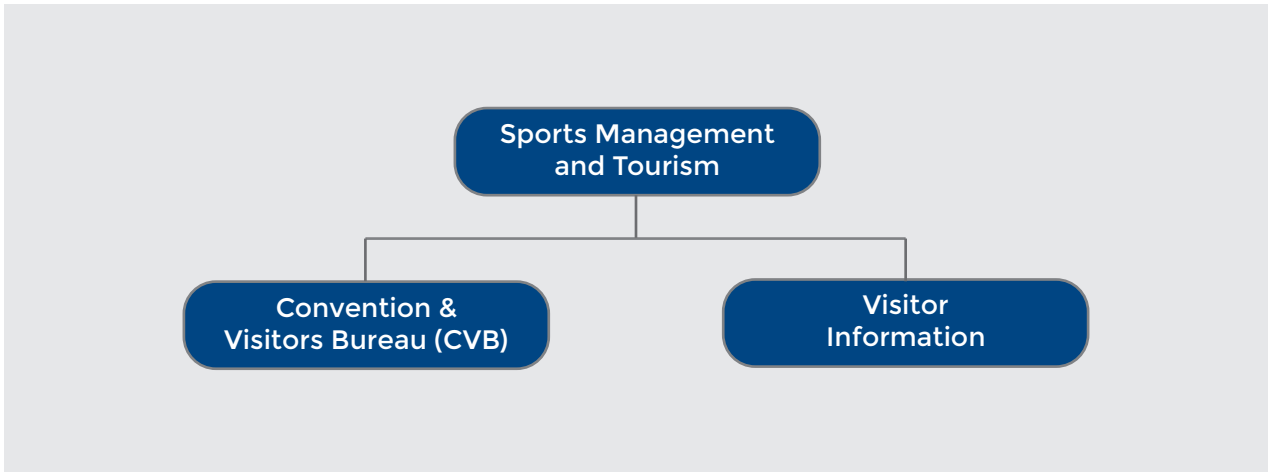 Sports Management
and Tourism
Convention &
Visitors Bureau (CVB)
Visitor
Information